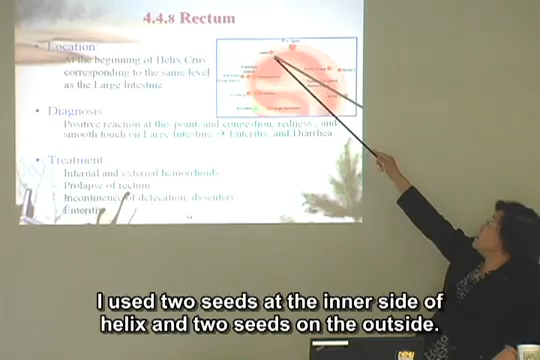 4.4.8 Rectum
• Location:
At the beginning of Helix Crus
corresponding to the same level
as the Large Intestine
• Diagnosis
Positive reaction at this point, and congestion, redness, and
smooth touch on Large Intestine → Enteritis, and Diarrhea
• Treatment
Internal and external hemorrhoids
Prolapse of rectum
Incontinence of defecation, dysentery
Enteritis
I used two seeds at the inner side of
helix and two seeds on the outside.